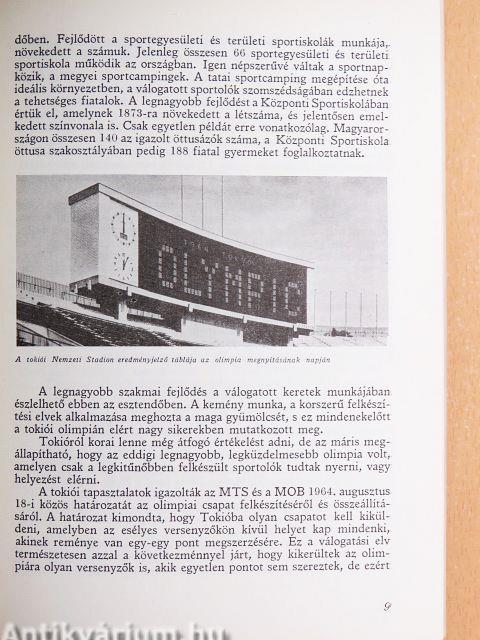 dőben. Fejlődött a sportegyesületi és területi sportiskolák munkája,
növekedett a számuk. Jelenleg összesen 66 sportegyesületi és területi
sportiskola működik az országban. Igen népszerűvé váltak a sportnap-
közik, a megyei sportcampingek. A tatai sportcamping megépítése óta
ideális környezetben, a válogatott sportolók szomszédságában edzhetnek
a tehetséges fiatalok. A legnagyobb fejlődést a Központi Sportiskolában
értük el, amelynek 1873-ra növekedett a létszáma, és jelentősen emel-
kedett színvonala is. Csak egyetlen példát erre vonatkozólag. Magyaror-
szágon összesen 140 az igazolt öttusázók száma, a Központi Sportiskola
öttusa szakosztályában pedig 188 fiatal gyermeket foglalkoztatnak.
1964 TOKYO
OLYMPICS
A tokiói Nemzeti Stadion eredményjelző táblája az olimpia megnyitásának napján
A legnagyobb szakmai fejlődés a válogatott keretek munkájában
észlelhető ebben az esztendőben. A kemény munka, a korszerű felkészí-
tési elvek alkalmazása meghozta a maga gyümölcsét, s ez mindenekelőtt
a tokiói olimpián elért nagy sikerekben mutatkozott meg.
Tokióról korai lenne még átfogó értékelést adni, de az máris meg-
állapítható, hogy az eddigi legnagyobb, legküzdelmesebb olimpia volt,
amelyen csak a legkitűnőbben felkészült sportolók tudtak nyerni, vagy
helyezést elérni.
A tokiói tapasztalatok igazolták az MTS és a MOB 1964. augusztus
18-i közös határozatát az olimpiai csapat felkészítéséről és összeállítá-
sáról. A határozat kimondta, hogy Tokióba olyan csapatot kell kikül-
deni, amelyben az esélyes versenyzőkön kívül helyet kap mindenki,
akinek reménye van egy-egy pont megszerzésére. Ez a válogatási elv
természetesen azzal a következménnyel járt, hogy kikerültek az olim-
piára olyan versenyzők is, akik egyetlen pontot sem szereztek, de ezért
9
Antikvárium.hu